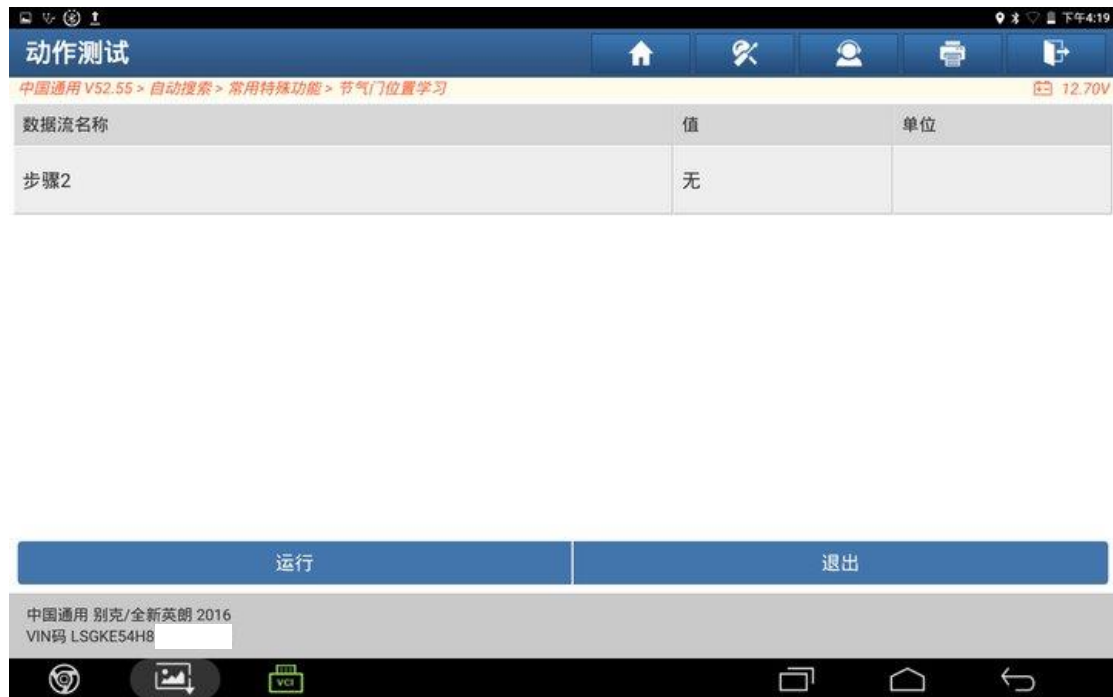 下午4:19
动作测试
中国通用 V52.55 > 自动搜索 > 常用特殊功能 > 节气门位置学习 12.70V
数据流名称 值 单位
步骤2 无
运行 退出
中国通用 别克/全新英朗 2016
VIN码 LSGKE54H8
VCI